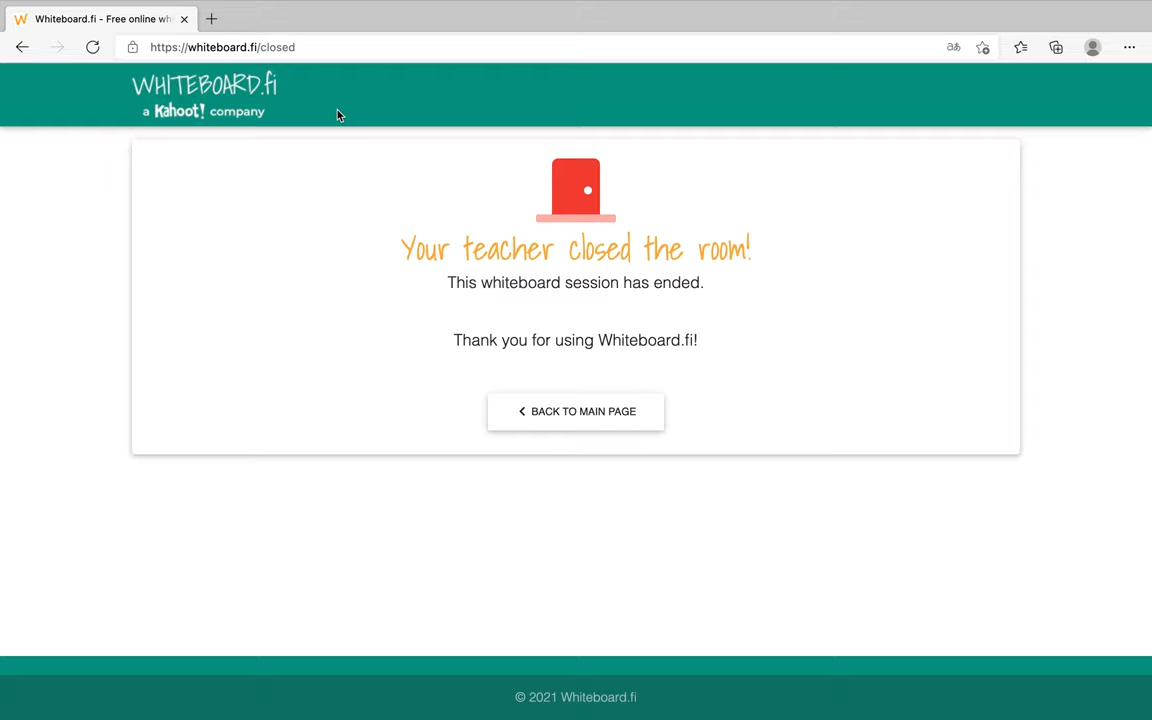 Whiteboard.fi - Free online wh
https://whiteboard.fi/closed
WHITEBOARD.fi
a Kahoot! company
Your teacher closed the room!
This whiteboard session has ended.
Thank you for using Whiteboard.fi!
BACK TO MAIN PAGE
© 2021 Whiteboard.fi